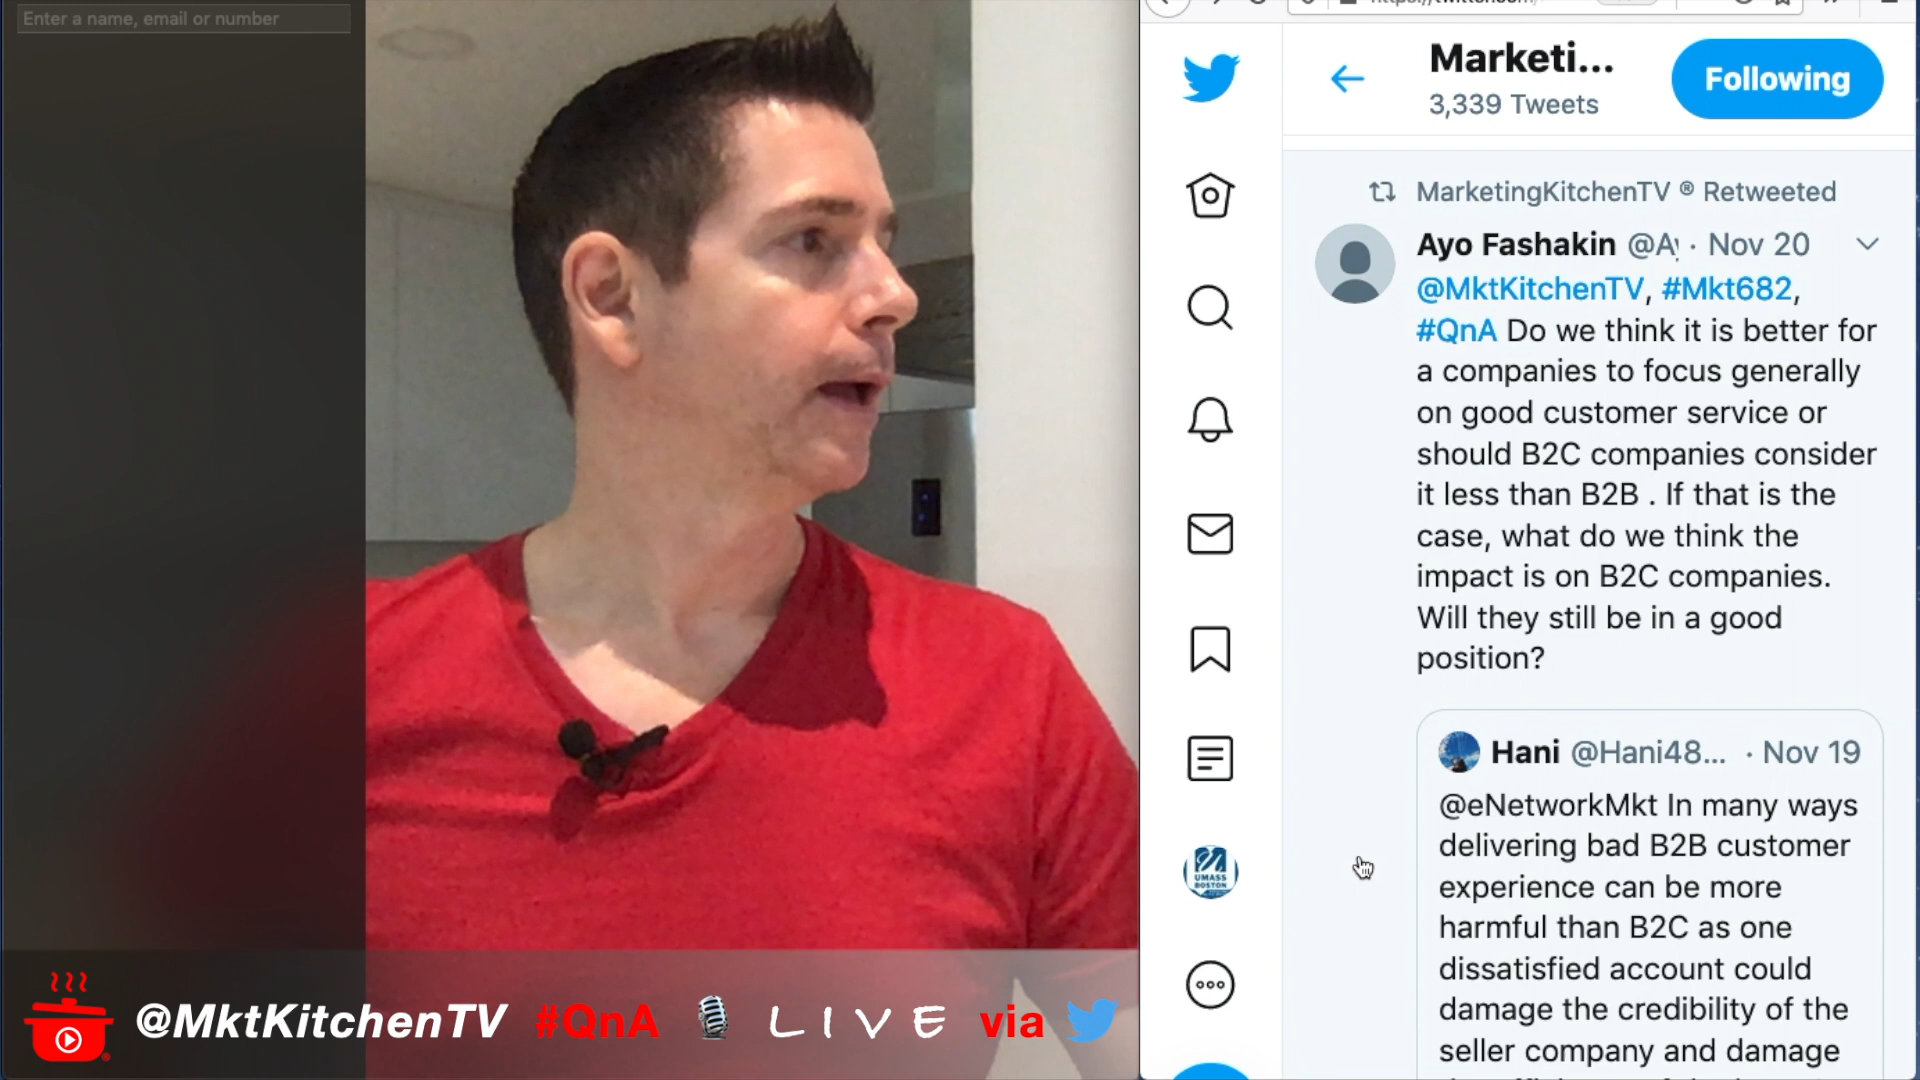 Enter a name, email or number
Marketi...
3,339 Tweets
Following
MarketingKitchenTV ® Retweeted
Ayo Fashakin @Ay · Nov 20
@MktKitchenTV, #Mkt682,
#QnA Do we think it is better for
a companies to focus generally
on good customer service or
should B2C companies consider
it less than B2B . If that is the
case, what do we think the
impact is on B2C companies.
Will they still be in a good
position?
Hani @Hani48... · Nov 19
@eNetworkMkt In many ways
delivering bad B2B customer
experience can be more
harmful than B2C as one
dissatisfied account could
damage the credibility of the
seller company and damage
UMASS
BOSTON
@MktKitchenTV #QnA LIVE via